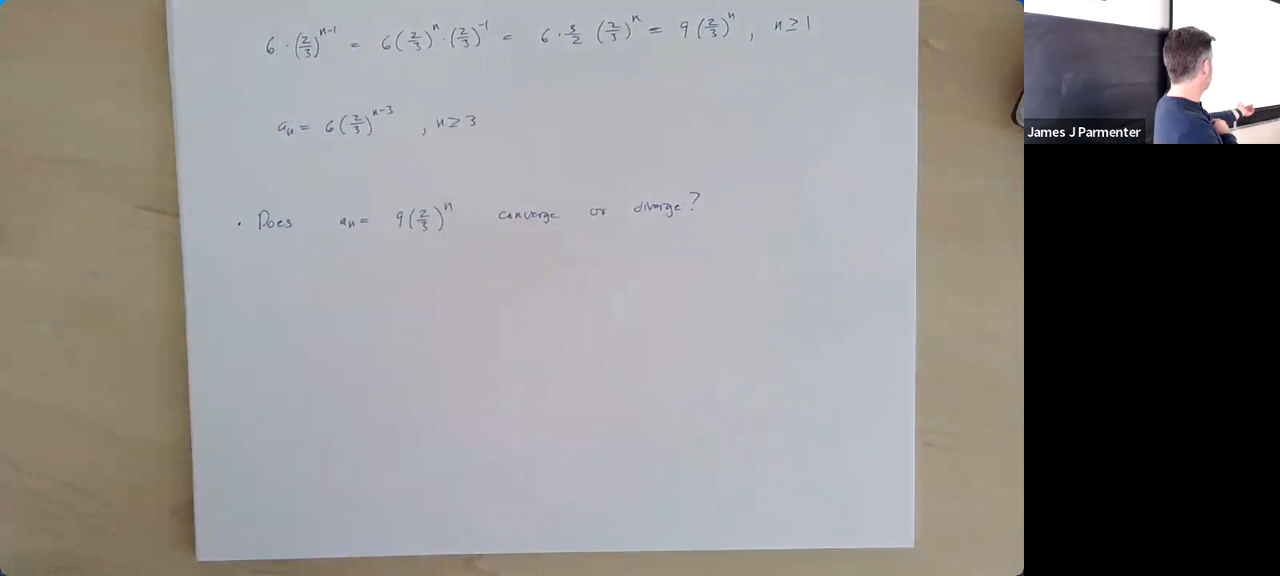 6 · (2/3)^{n-1} = 6(2/3)^n · (2/3)^{-1} = 6 · 3/2 (2/3)^n = 9(2/3)^n , n ≥ 1
a_n = 6(2/3)^{n-3} , n ≥ 3
· Does a_n = 9(2/3)^n converge or diverge?
James J Parmenter